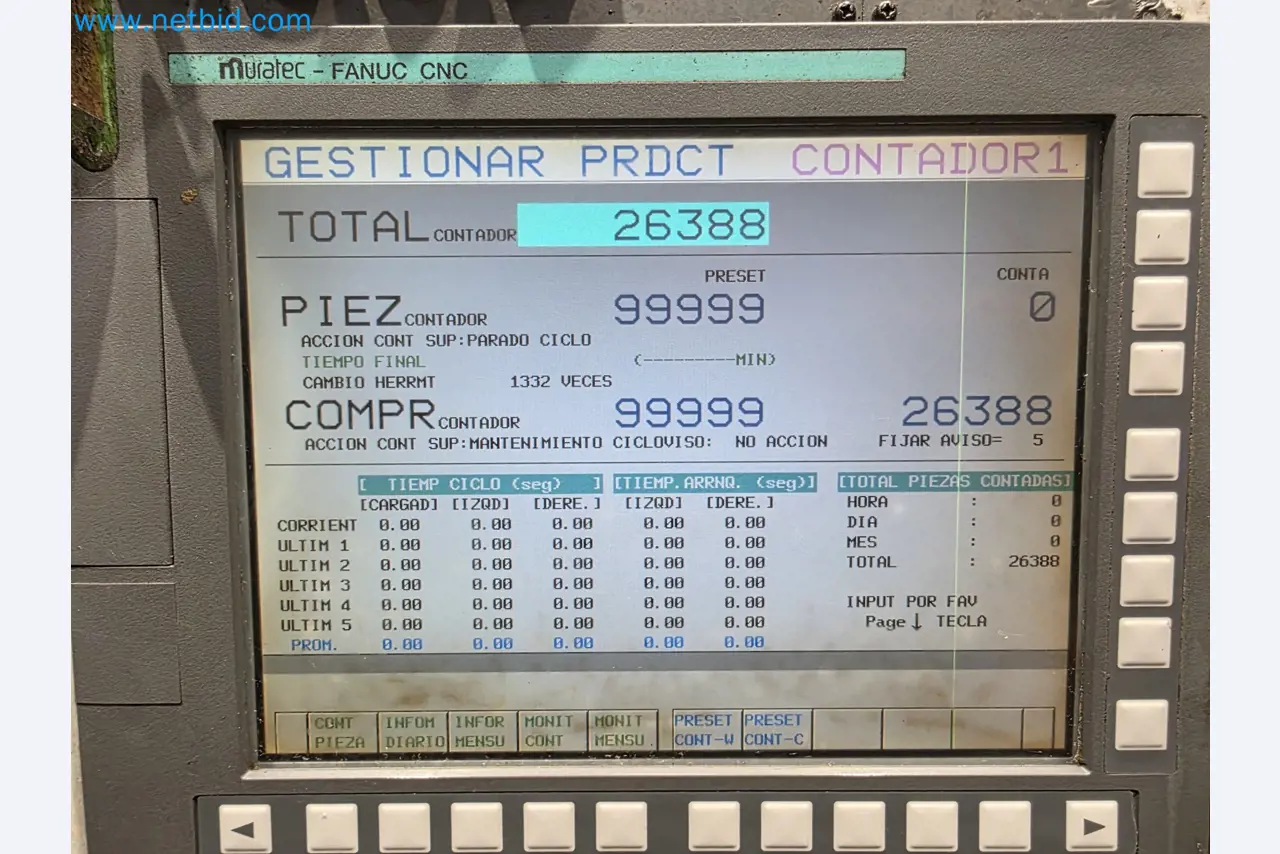 www.netbid.com
muratec - FANUC CNC
GESTIONAR PRDCT CONTADOR1
TOTAL CONTADOR 26388
PRESET CONTA
PIEZ CONTADOR 99999 0
ACCION CONT SUP:PARADO CICLO
TIEMPO FINAL (---------MIN)
CAMBIO HERRMT 1332 VECES
COMPR CONTADOR 99999 26388
ACCION CONT SUP:MANTENIMIENTO CICLOVISO: NO ACCION FIJAR AVISO= 5
[ TIEMP CICLO (seg) ] [TIEMP.ARRNQ. (seg)] [TOTAL PIEZAS CONTADAS]
[CARGAD] [IZQD] [DERE.] [IZQD] [DERE.] HORA : 0
CORRIENT 0.00 0.00 0.00 0.00 0.00 DIA : 0
ULTIM 1 0.00 0.00 0.00 0.00 0.00 MES : 0
ULTIM 2 0.00 0.00 0.00 0.00 0.00 TOTAL : 26388
ULTIM 3 0.00 0.00 0.00 0.00 0.00
ULTIM 4 0.00 0.00 0.00 0.00 0.00 INPUT POR FAV
ULTIM 5 0.00 0.00 0.00 0.00 0.00 Page↓ TECLA
PROM. 0.00 0.00 0.00 0.00 0.00
CONT INFOM INFOR MONIT MONIT PRESET PRESET
PIEZA DIARIO MENSU CONT MENSU CONT-W CONT-C